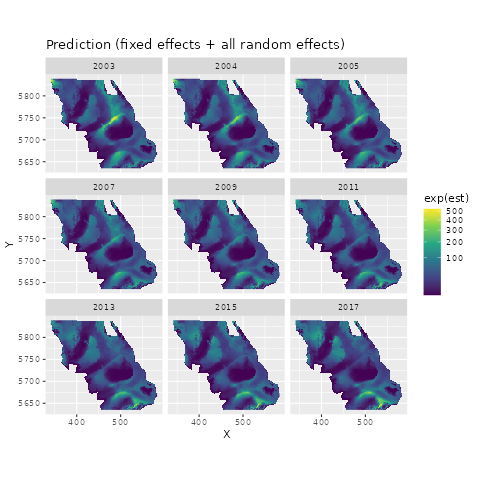 Prediction (fixed effects + all random effects)
2003 2004 2005
5800
5750
5700
5650
2007 2009 2011
5800
5750
5700
5650
2013 2015 2017
5800
5750
5700
5650
400 500 400 500 400 500
X
Y
exp(est)
500
400
300
200
100